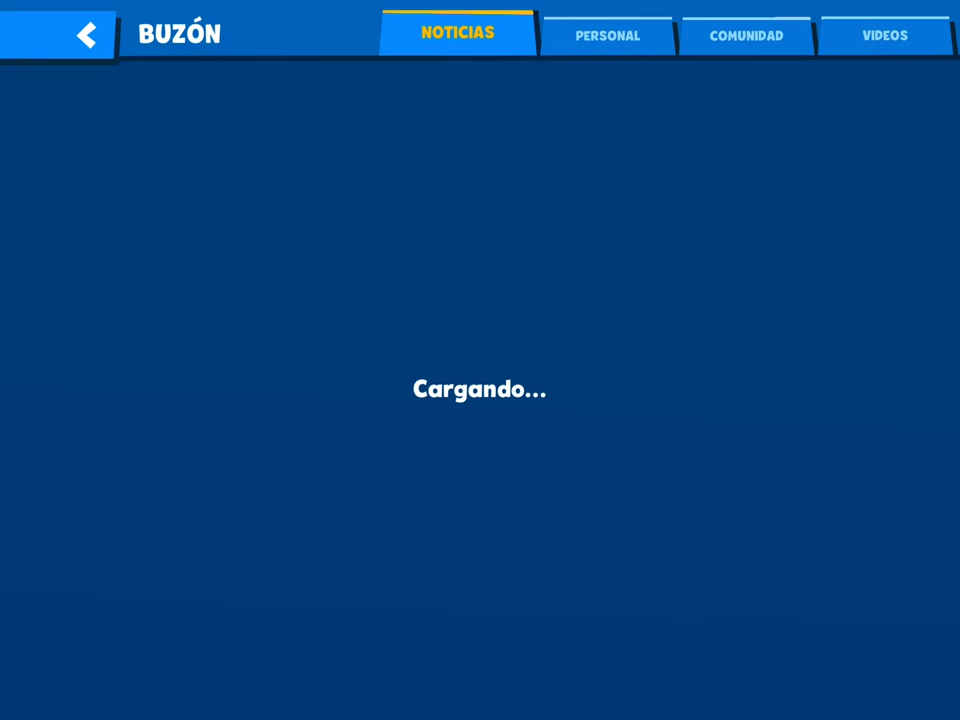 BUZÓN
NOTICIAS
PERSONAL
COMUNIDAD
VIDEOS
Cargando...